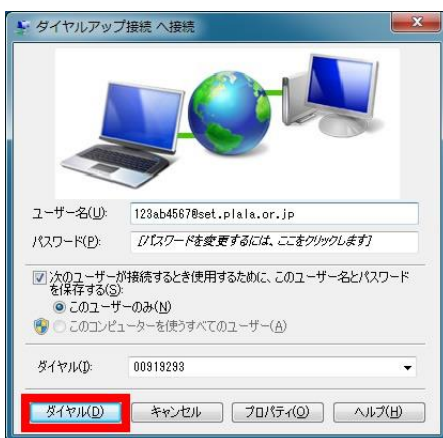 ダイヤルアップ接続 へ接続
ユーザー名(U):
123ab4567@set.plala.or.jp
パスワード(P):
[パスワードを変更するには、ここをクリックします]
次のユーザーが接続するとき使用するために、このユーザー名とパスワード
を保存する(S):
このユーザーのみ(N)
このコンピューターを使うすべてのユーザー(A)
ダイヤル(I):
00919293
ダイヤル(D)
キャンセル
プロパティ(O)
ヘルプ(H)